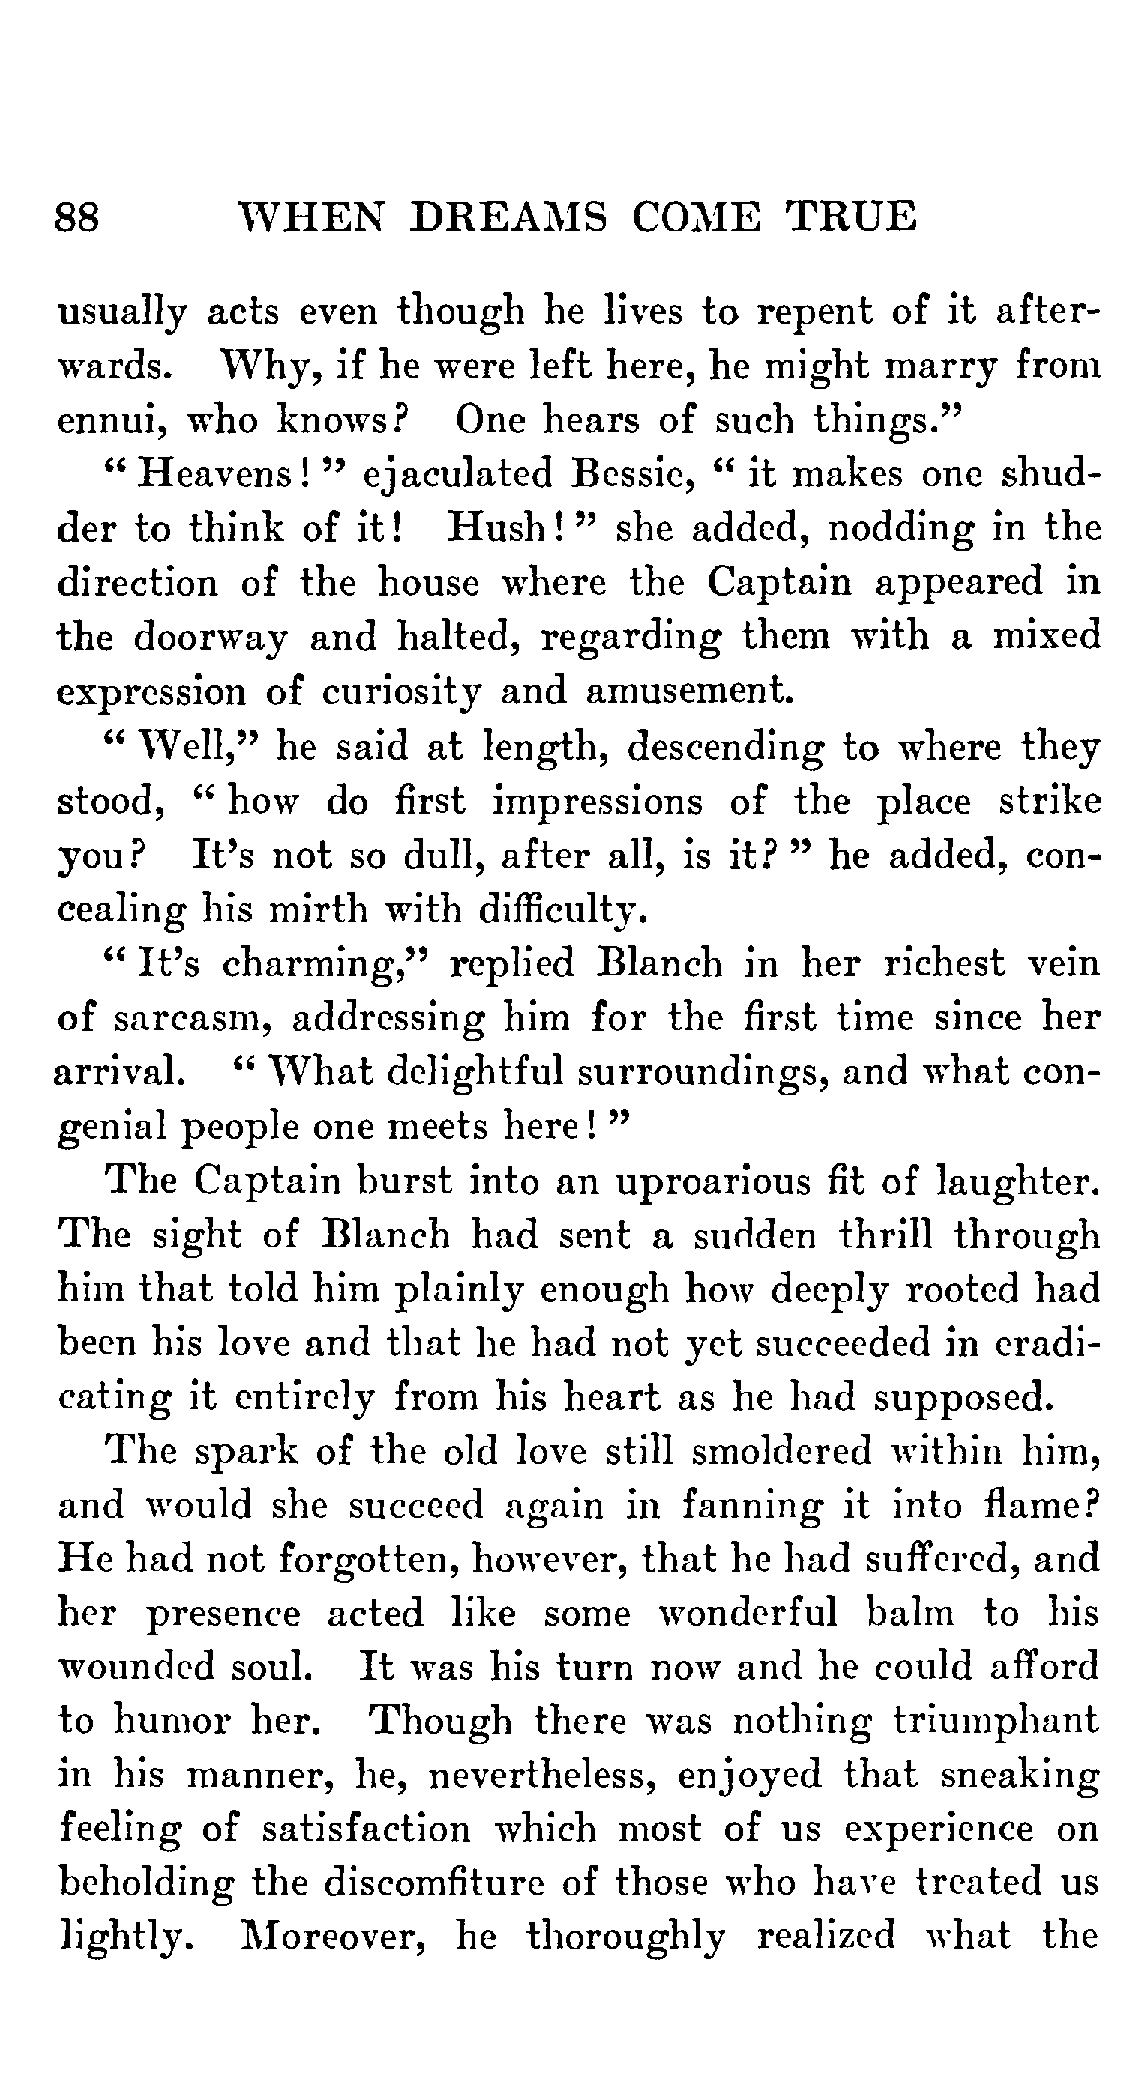 88 WHEN DREAMS COME TRUE
usually acts even though he lives to repent of it after-
wards. Why, if he were left here, he might marry from
ennui, who knows? One hears of such things."
"Heavens!" ejaculated Bessie, "it makes one shud-
der to think of it! Hush!" she added, nodding in the
direction of the house where the Captain appeared in
the doorway and halted, regarding them with a mixed
expression of curiosity and amusement.
"Well," he said at length, descending to where they
stood, "how do first impressions of the place strike
you? It's not so dull, after all, is it?" he added, con-
cealing his mirth with difficulty.
"It's charming," replied Blanch in her richest vein
of sarcasm, addressing him for the first time since her
arrival. "What delightful surroundings, and what con-
genial people one meets here!"
The Captain burst into an uproarious fit of laughter.
The sight of Blanch had sent a sudden thrill through
him that told him plainly enough how deeply rooted had
been his love and that he had not yet succeeded in eradi-
cating it entirely from his heart as he had supposed.
The spark of the old love still smoldered within him,
and would she succeed again in fanning it into flame?
He had not forgotten, however, that he had suffered, and
her presence acted like some wonderful balm to his
wounded soul. It was his turn now and he could afford
to humor her. Though there was nothing triumphant
in his manner, he, nevertheless, enjoyed that sneaking
feeling of satisfaction which most of us experience on
beholding the discomfiture of those who have treated us
lightly. Moreover, he thoroughly realized what the